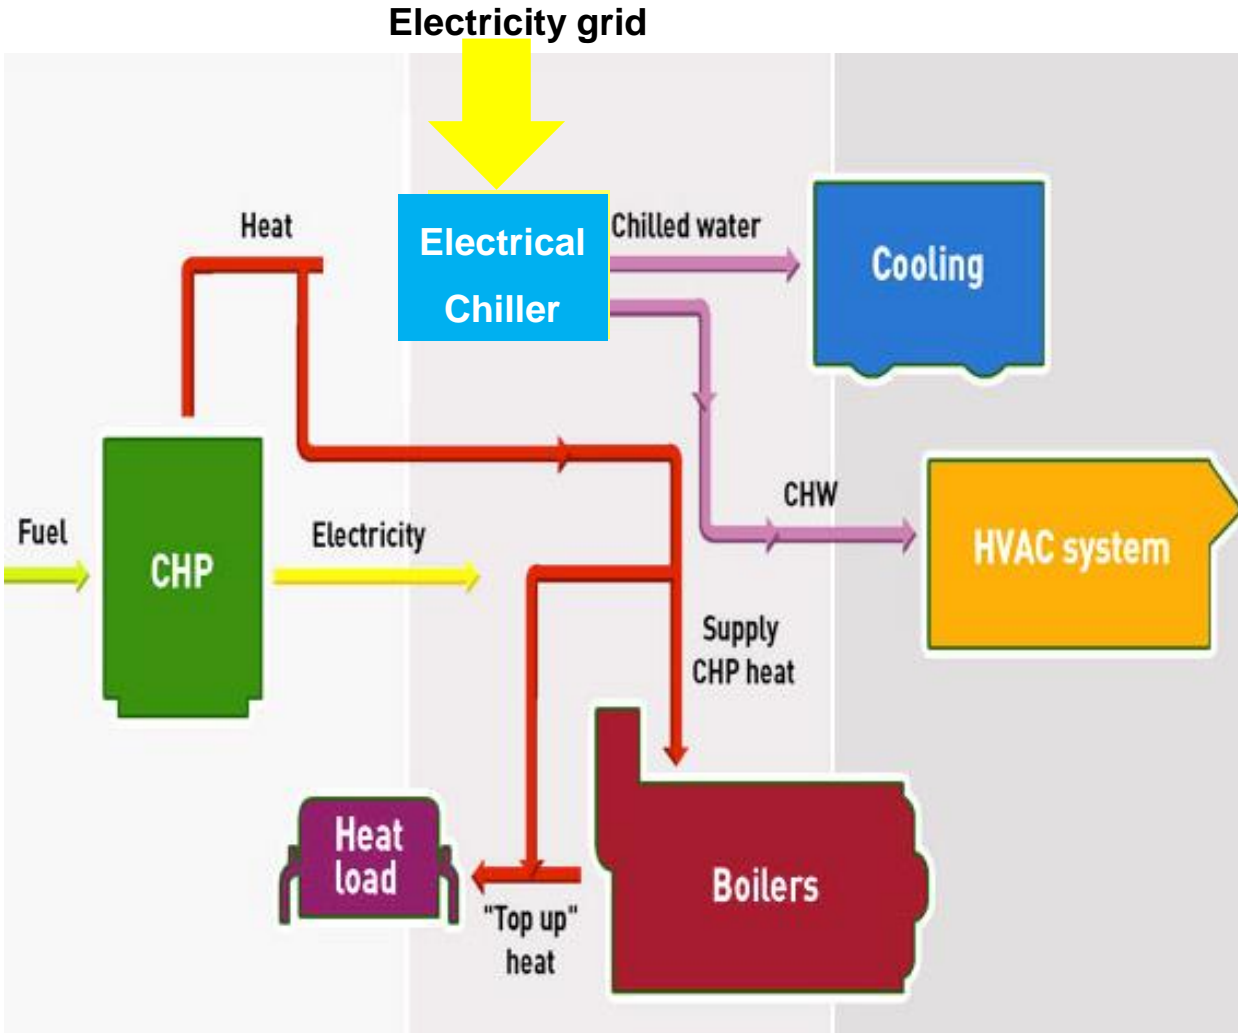 Electricity grid
Heat
Electrical
Chiller
Chilled water
Cooling
Fuel
CHP
Electricity
CHW
HVAC system
Supply
CHP heat
Heat
load
"Top up"
heat
Boilers